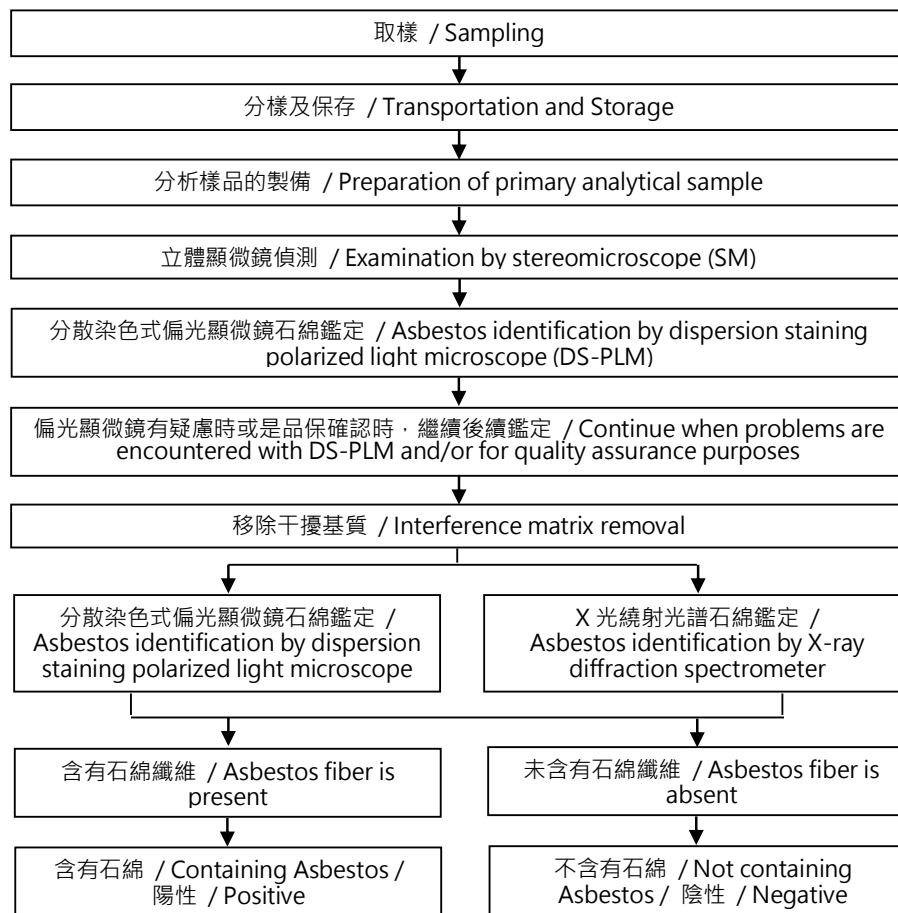 取樣 / Sampling
分樣及保存 / Transportation and Storage
分析樣品的製備 / Preparation of primary analytical sample
立體顯微鏡偵測 / Examination by stereomicroscope (SM)
分散染色式偏光顯微鏡石綿鑑定 / Asbestos identification by dispersion staining
polarized light microscope (DS-PLM)
偏光顯微鏡有疑慮時或是品保確認時，繼續後續鑑定 / Continue when problems are
encountered with DS-PLM and/or for quality assurance purposes
移除干擾基質 / Interference matrix removal
分散染色式偏光顯微鏡石綿鑑定 /
Asbestos identification by dispersion
staining polarized light microscope
X 光繞射光譜石綿鑑定 /
Asbestos identification by X-ray
diffraction spectrometer
含有石綿纖維 / Asbestos fiber is
present
未含有石綿纖維 / Asbestos fiber is
absent
含有石綿 / Containing Asbestos /
陽性 / Positive
不含有石綿 / Not containing
Asbestos / 陰性 / Negative